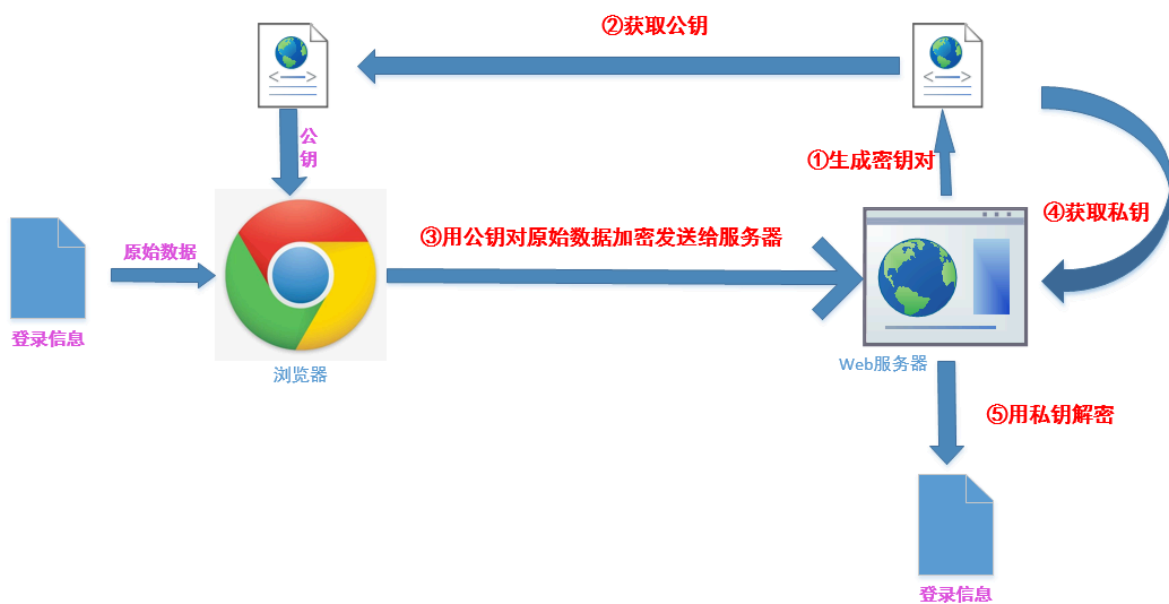 ②获取公钥
公
钥
①生成密钥对
④获取私钥
原始数据
③用公钥对原始数据加密发送给服务器
登录信息
浏览器
Web服务器
⑤用私钥解密
登录信息